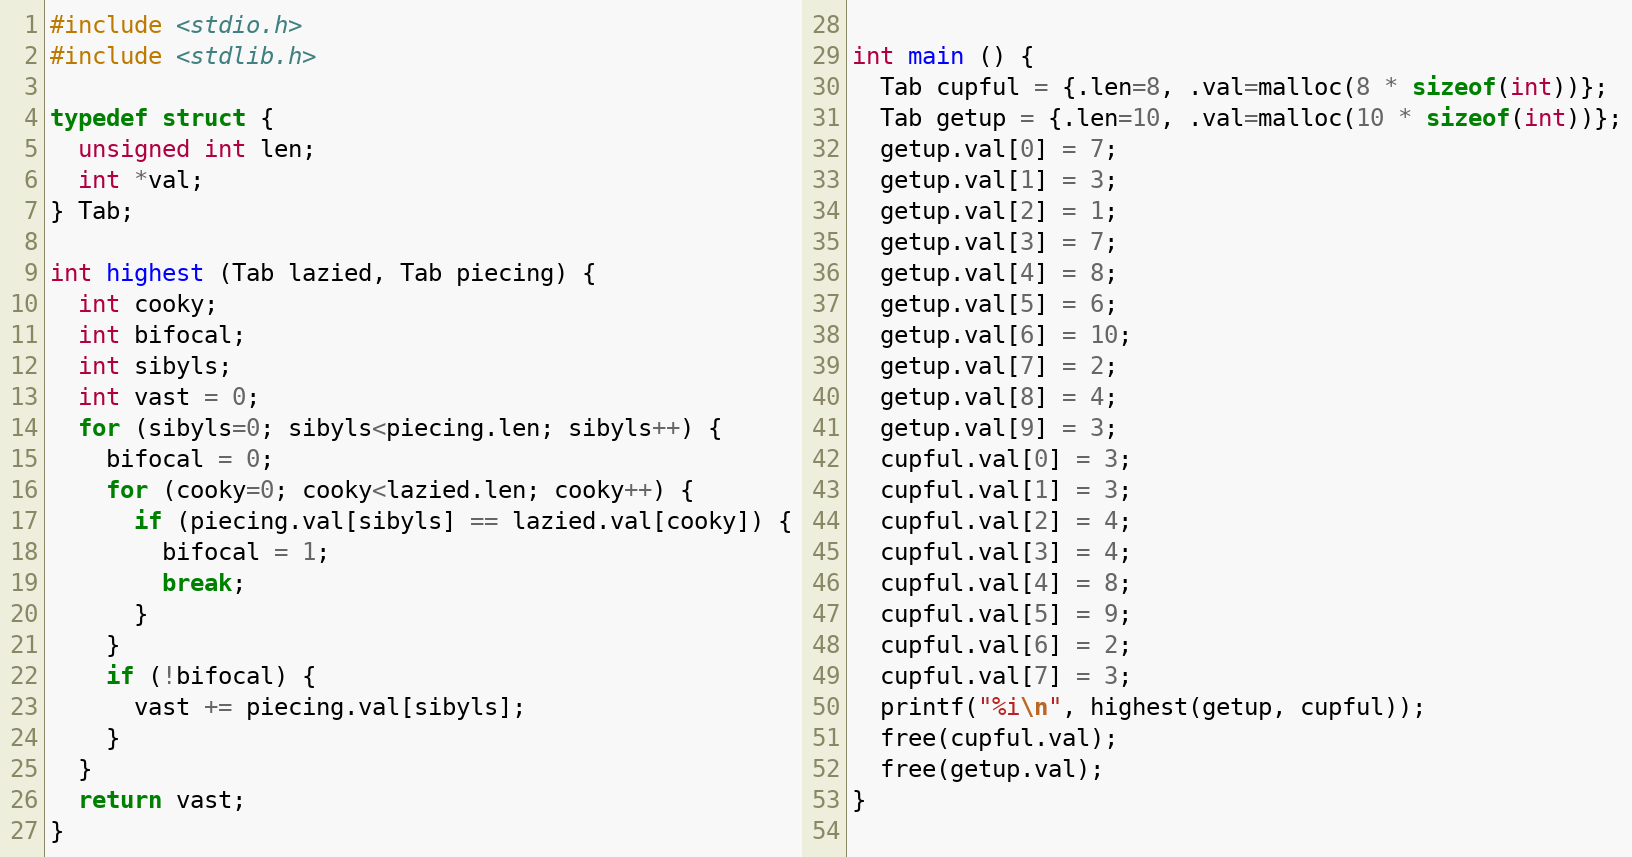 1 #include <stdio.h>
2 #include <stdlib.h>
3
4 typedef struct {
5   unsigned int len;
6   int *val;
7 } Tab;
8
9 int highest (Tab lazied, Tab piecing) {
10   int cooky;
11   int bifocal;
12   int sibyls;
13   int vast = 0;
14   for (sibyls=0; sibyls<piecing.len; sibyls++) {
15     bifocal = 0;
16     for (cooky=0; cooky<lazied.len; cooky++) {
17       if (piecing.val[sibyls] == lazied.val[cooky]) {
18         bifocal = 1;
19         break;
20       }
21     }
22     if (!bifocal) {
23       vast += piecing.val[sibyls];
24     }
25   }
26   return vast;
27 }
28
29 int main () {
30   Tab cupful = {.len=8, .val=malloc(8 * sizeof(int))};
31   Tab getup = {.len=10, .val=malloc(10 * sizeof(int))};
32   getup.val[0] = 7;
33   getup.val[1] = 3;
34   getup.val[2] = 1;
35   getup.val[3] = 7;
36   getup.val[4] = 8;
37   getup.val[5] = 6;
38   getup.val[6] = 10;
39   getup.val[7] = 2;
40   getup.val[8] = 4;
41   getup.val[9] = 3;
42   cupful.val[0] = 3;
43   cupful.val[1] = 3;
44   cupful.val[2] = 4;
45   cupful.val[3] = 4;
46   cupful.val[4] = 8;
47   cupful.val[5] = 9;
48   cupful.val[6] = 2;
49   cupful.val[7] = 3;
50   printf("%i\n", highest(getup, cupful));
51   free(cupful.val);
52   free(getup.val);
53 }
54